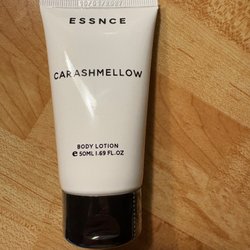 ESSNCE
CARASHMELLOW
BODY LOTION
℮50ML 1.69 FL.OZ